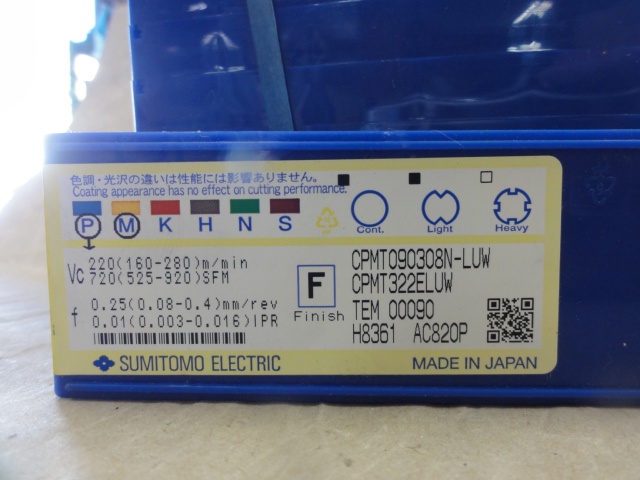 色調・光沢の違いは性能には影響ありません。
Coating appearance has no effect on cutting performance.
P M K H N S
Cont. Light Heavy
Vc 220(160-280)m/min
720(525-920)SFM
f 0.25(0.08-0.4)mm/rev
0.01(0.003-0.016)IPR
F
Finish
CPMT090308N-LUW
CPMT322ELUW
TEM 00090
H8361 AC820P
SUMITOMO ELECTRIC
MADE IN JAPAN